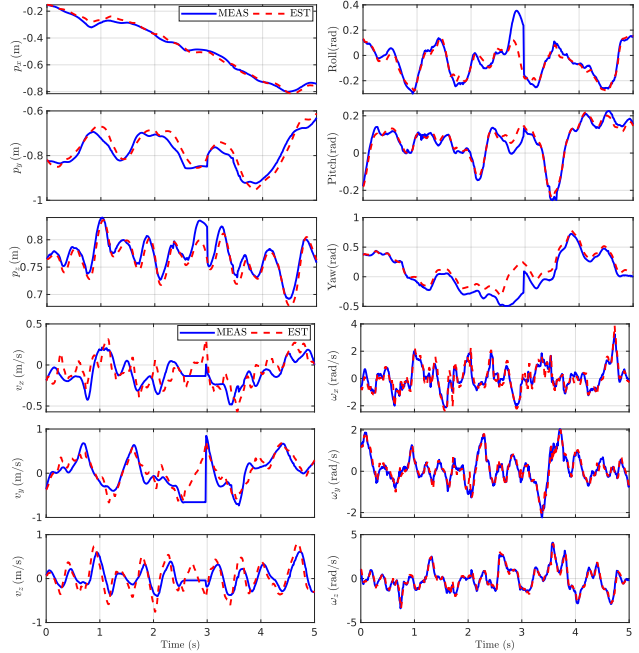 MEAS EST
-0.2
-0.4
-0.6
-0.8
p_x (m)
0.2
0
-0.2
Roll(rad)
-0.6
-0.8
-1
p_y (m)
0.2
0
-0.2
Pitch(rad)
0.8
0.75
0.7
p_z (m)
1
0.5
0
-0.5
Yaw(rad)
MEAS EST
0.5
0
-0.5
v_x (m/s)
4
2
0
-2
ω_x (rad/s)
1
0
-1
v_y (m/s)
2
0
-2
ω_y (rad/s)
1
0
-1
v_z (m/s)
0 1 2 3 4 5
Time (s)
5
0
-5
ω_z (rad/s)
0 1 2 3 4 5
Time (s)